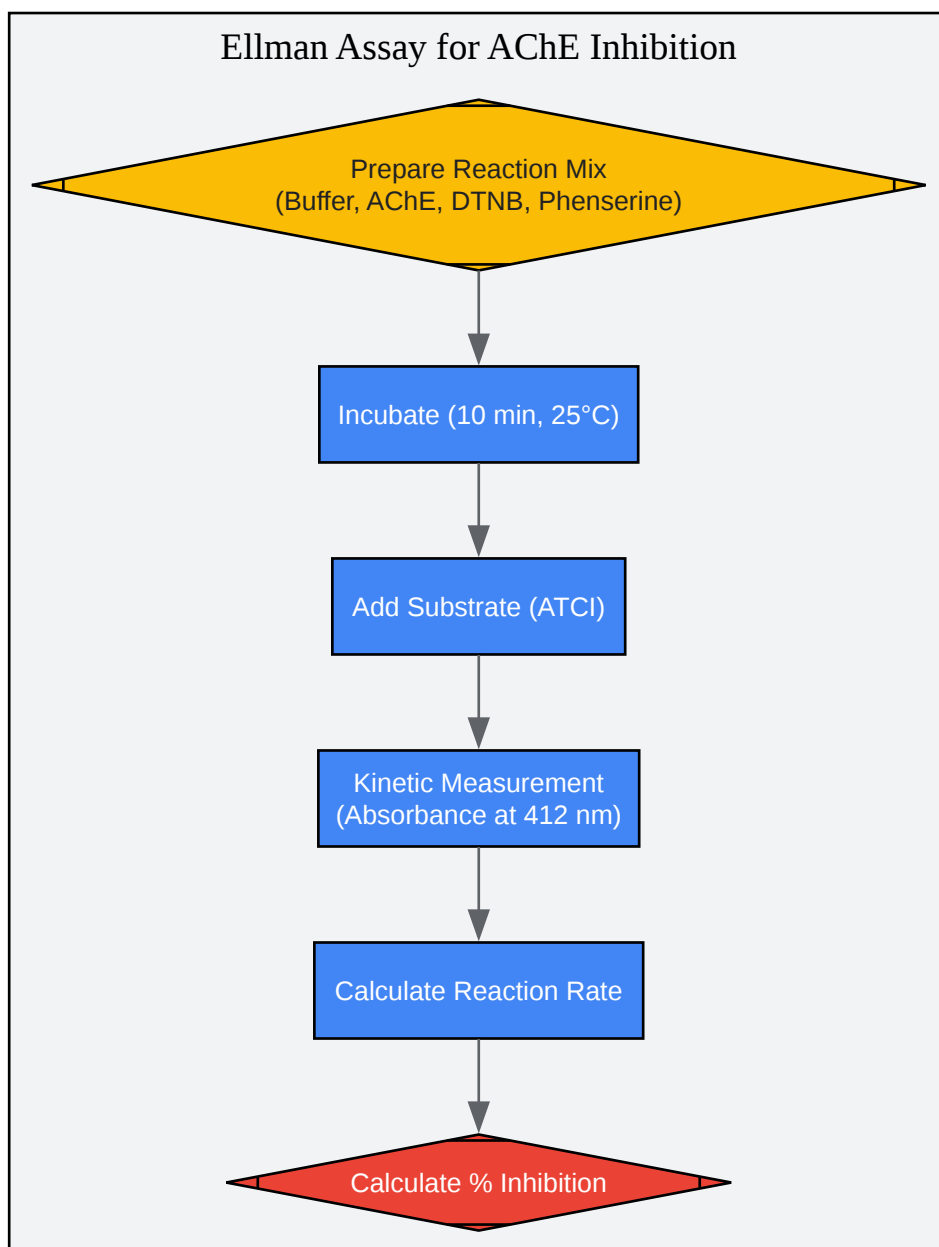 Ellman Assay for AChE Inhibition
Prepare Reaction Mix
(Buffer, AChE, DTNB, Phenserine)
Incubate (10 min, 25°C)
Add Substrate (ATCI)
Kinetic Measurement
(Absorbance at 412 nm)
Calculate Reaction Rate
Calculate % Inhibition